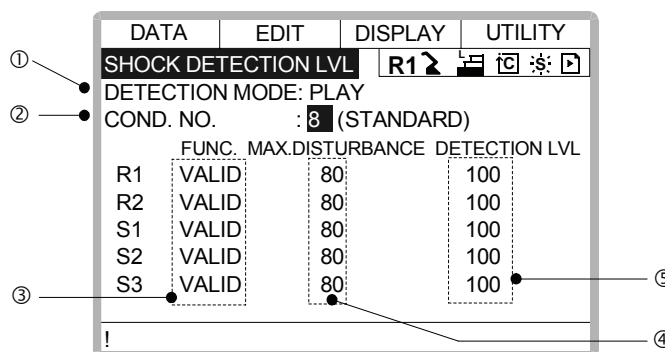 DATA EDIT DISPLAY UTILITY
① SHOCK DETECTION LVL R1 C S
DETECTION MODE: PLAY
② COND. NO. : 8 (STANDARD)
FUNC. MAX.DISTURBANCE DETECTION LVL
R1 VALID 80 100
R2 VALID 80 100
S1 VALID 80 100
S2 VALID 80 100
S3 VALID 80 100
③ ⑤
④
!